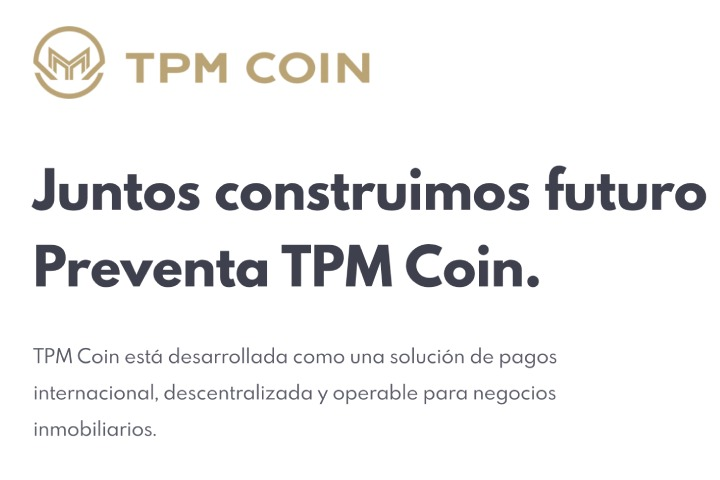 TPM COIN
Juntos construimos futuro
Preventa TPM Coin.
TPM Coin está desarrollada como una solución de pagos
internacional, descentralizada y operable para negocios
inmobiliarios.